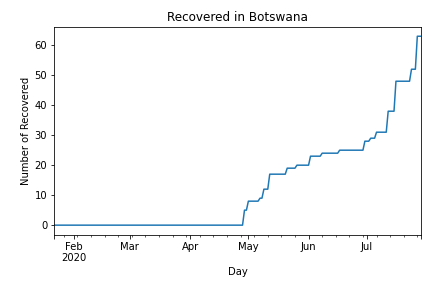 Recovered in Botswana
Number of Recovered
60
50
40
30
20
10
0
Feb
2020
Mar
Apr
May
Jun
Jul
Day